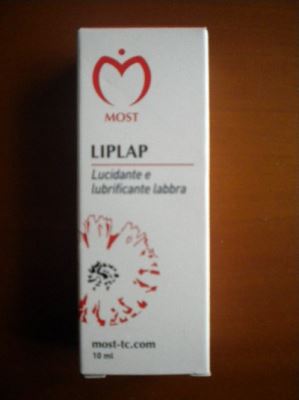 MOST
LIPLAP
Lucidante e
lubrificante labbra
most-tc.com
10 ml